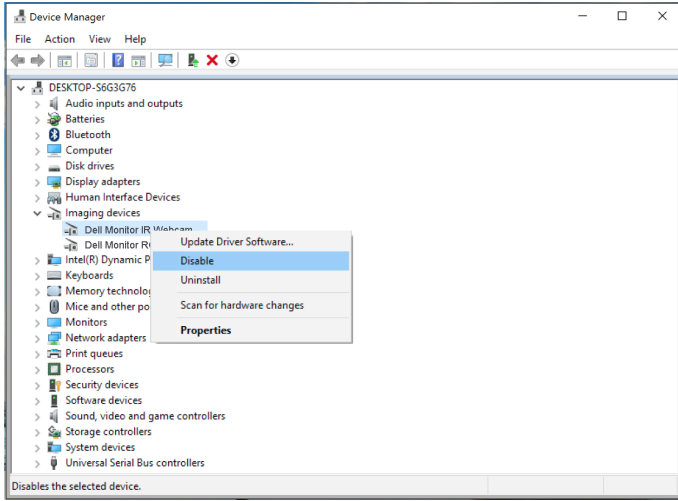 Device Manager
File Action View Help
DESKTOP-S6G3G76
Audio inputs and outputs
Batteries
Bluetooth
Computer
Disk drives
Display adapters
Human Interface Devices
Imaging devices
Dell Monitor IR Webcam
Dell Monitor
Intel(R) Dynamic P
Keyboards
Memory technolog
Mice and other po
Monitors
Network adapters
Print queues
Processors
Security devices
Software devices
Sound, video and game controllers
Storage controllers
System devices
Universal Serial Bus controllers
Update Driver Software...
Disable
Uninstall
Scan for hardware changes
Properties
Disables the selected device.